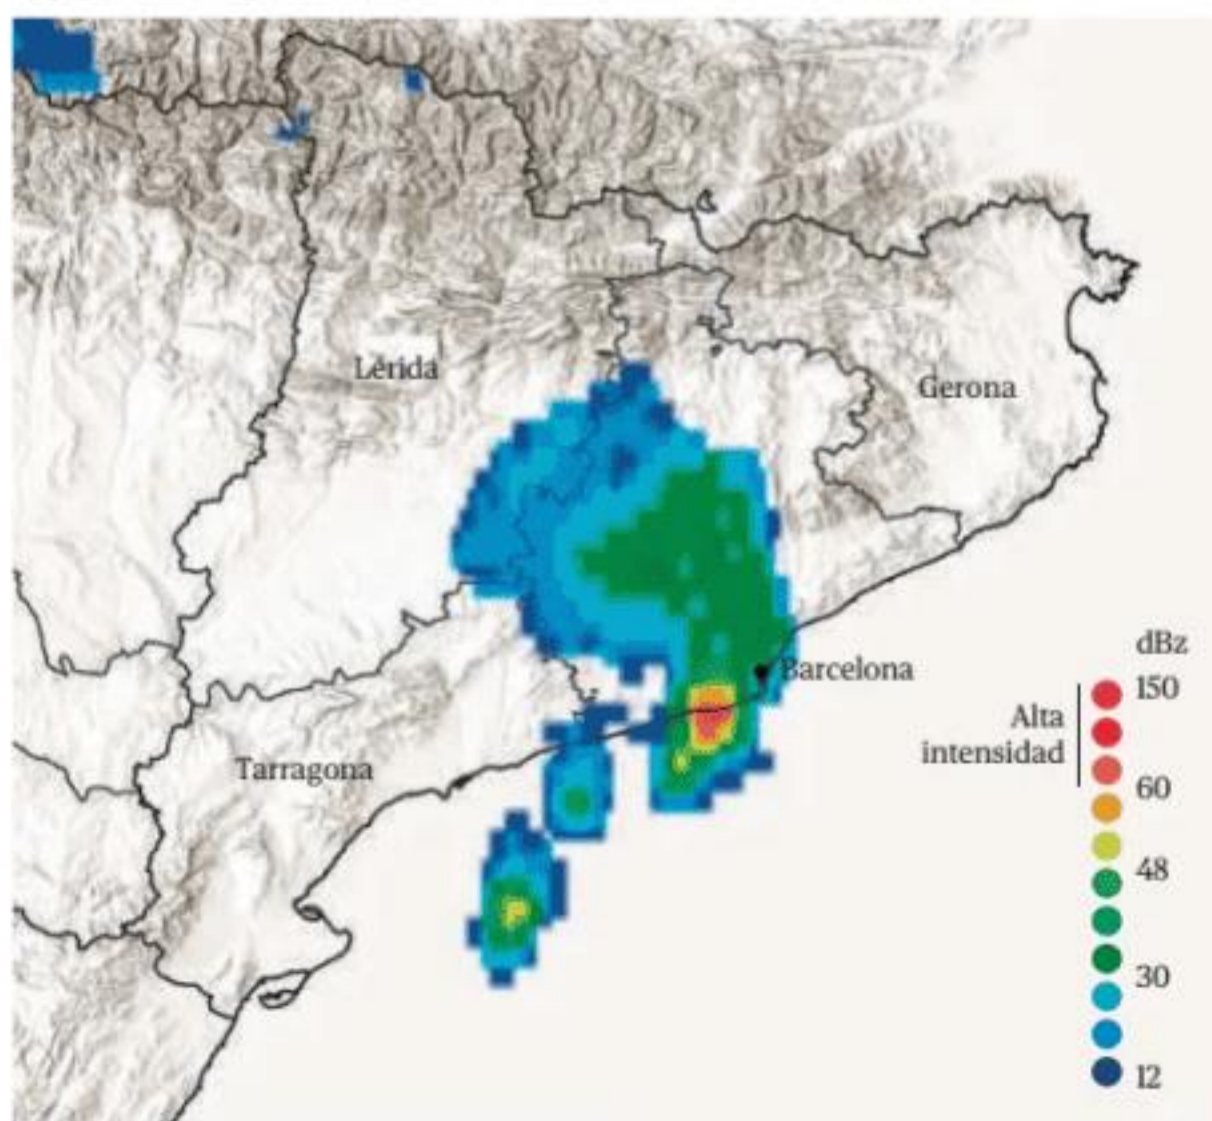 Lérida
Gerona
Barcelona
Tarragona
dBz
150
Alta
intensidad
60
48
30
12